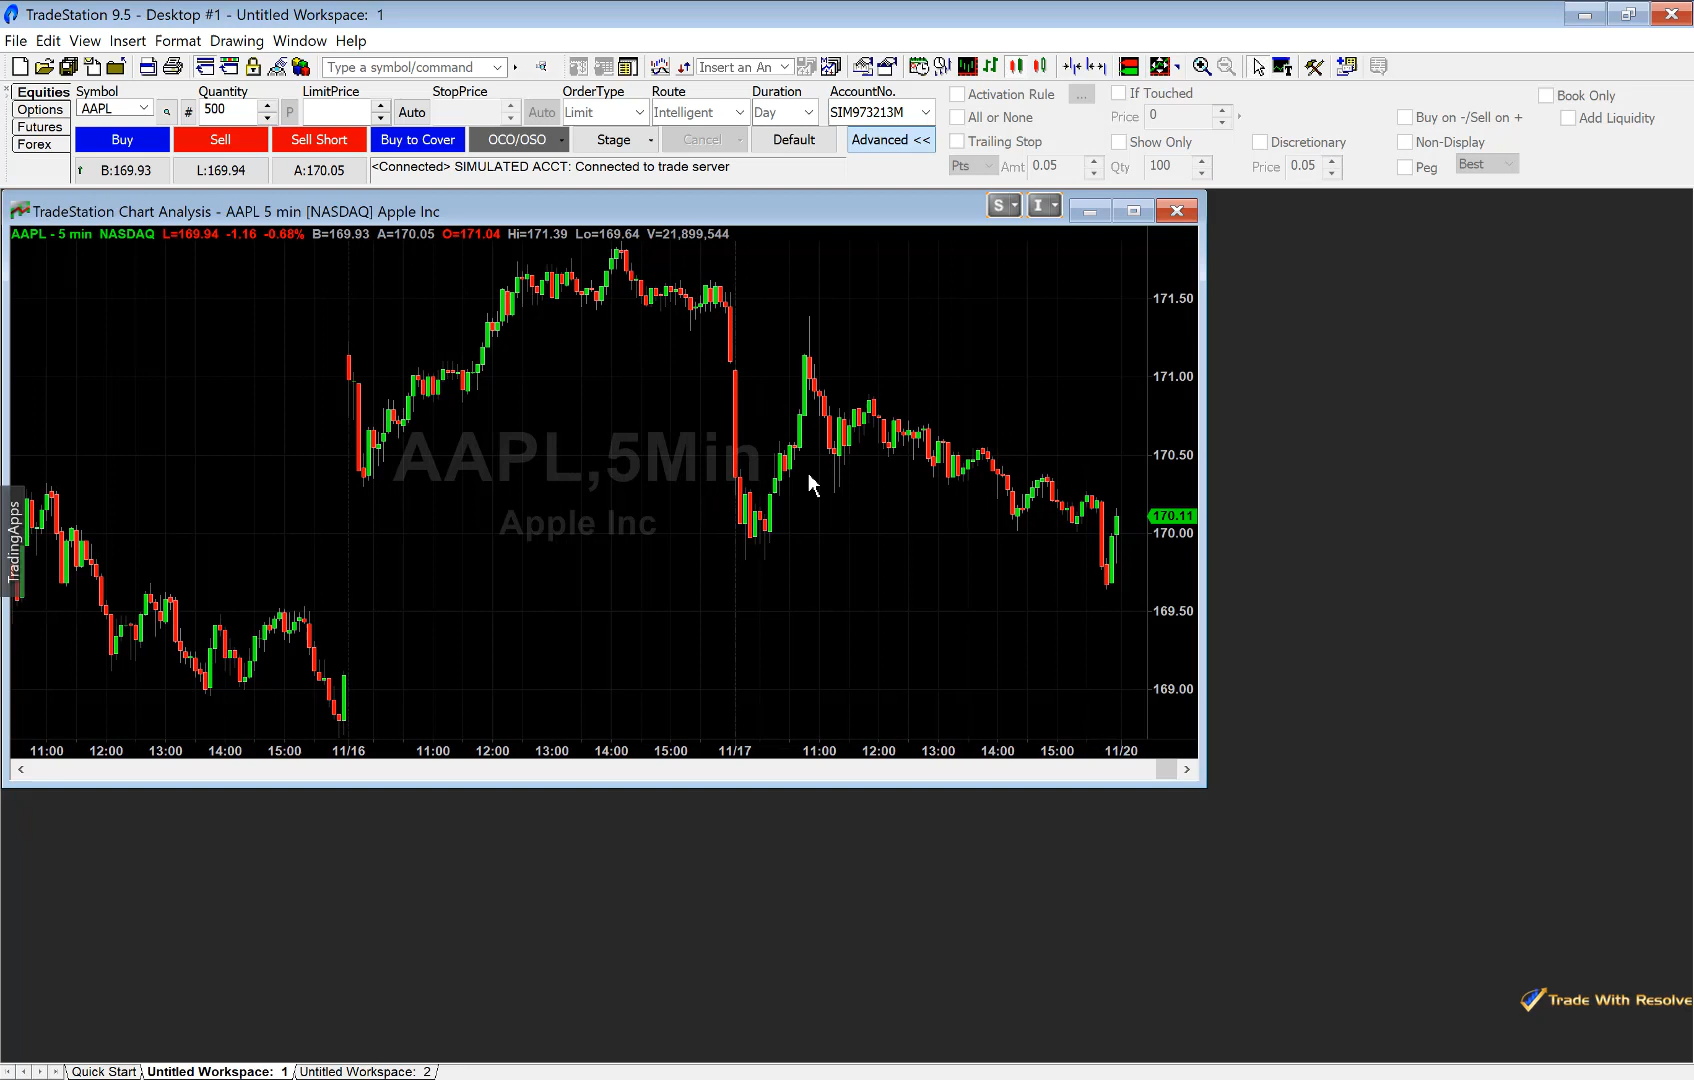 TradeStation 9.5 - Desktop #1 - Untitled Workspace: 1
File Edit View Insert Format Drawing Window Help
Type a symbol/command
Insert an An
Equities
Options
Futures
Forex
Symbol Quantity LimitPrice StopPrice OrderType Route Duration AccountNo.
AAPL # 500 P Auto Auto Limit Intelligent Day SIM973213M
Buy Sell Sell Short Buy to Cover OCO/OSO Stage Cancel Default Advanced <<
B:169.93 L:169.94 A:170.05 <Connected> SIMULATED ACCT: Connected to trade server
Activation Rule ... If Touched Book Only
All or None Price 0 Buy on -/Sell on + Add Liquidity
Trailing Stop Show Only Discretionary Non-Display
Pts Amt 0.05 Qty 100 Price 0.05 Peg Best
TradeStation Chart Analysis - AAPL 5 min [NASDAQ] Apple Inc
S I
AAPL - 5 min NASDAQ L=169.94 -1.16 -0.68% B=169.93 A=170.05 O=171.04 Hi=171.39 Lo=169.64 V=21,899,544
171.50
171.00
AAPL,5Min
170.50
Apple Inc
170.11
170.00
TradingApps
169.50
169.00
11:00 12:00 13:00 14:00 15:00 11/16 11:00 12:00 13:00 14:00 15:00 11/17 11:00 12:00 13:00 14:00 15:00 11/20
Trade With Resolve
Quick Start Untitled Workspace: 1 Untitled Workspace: 2